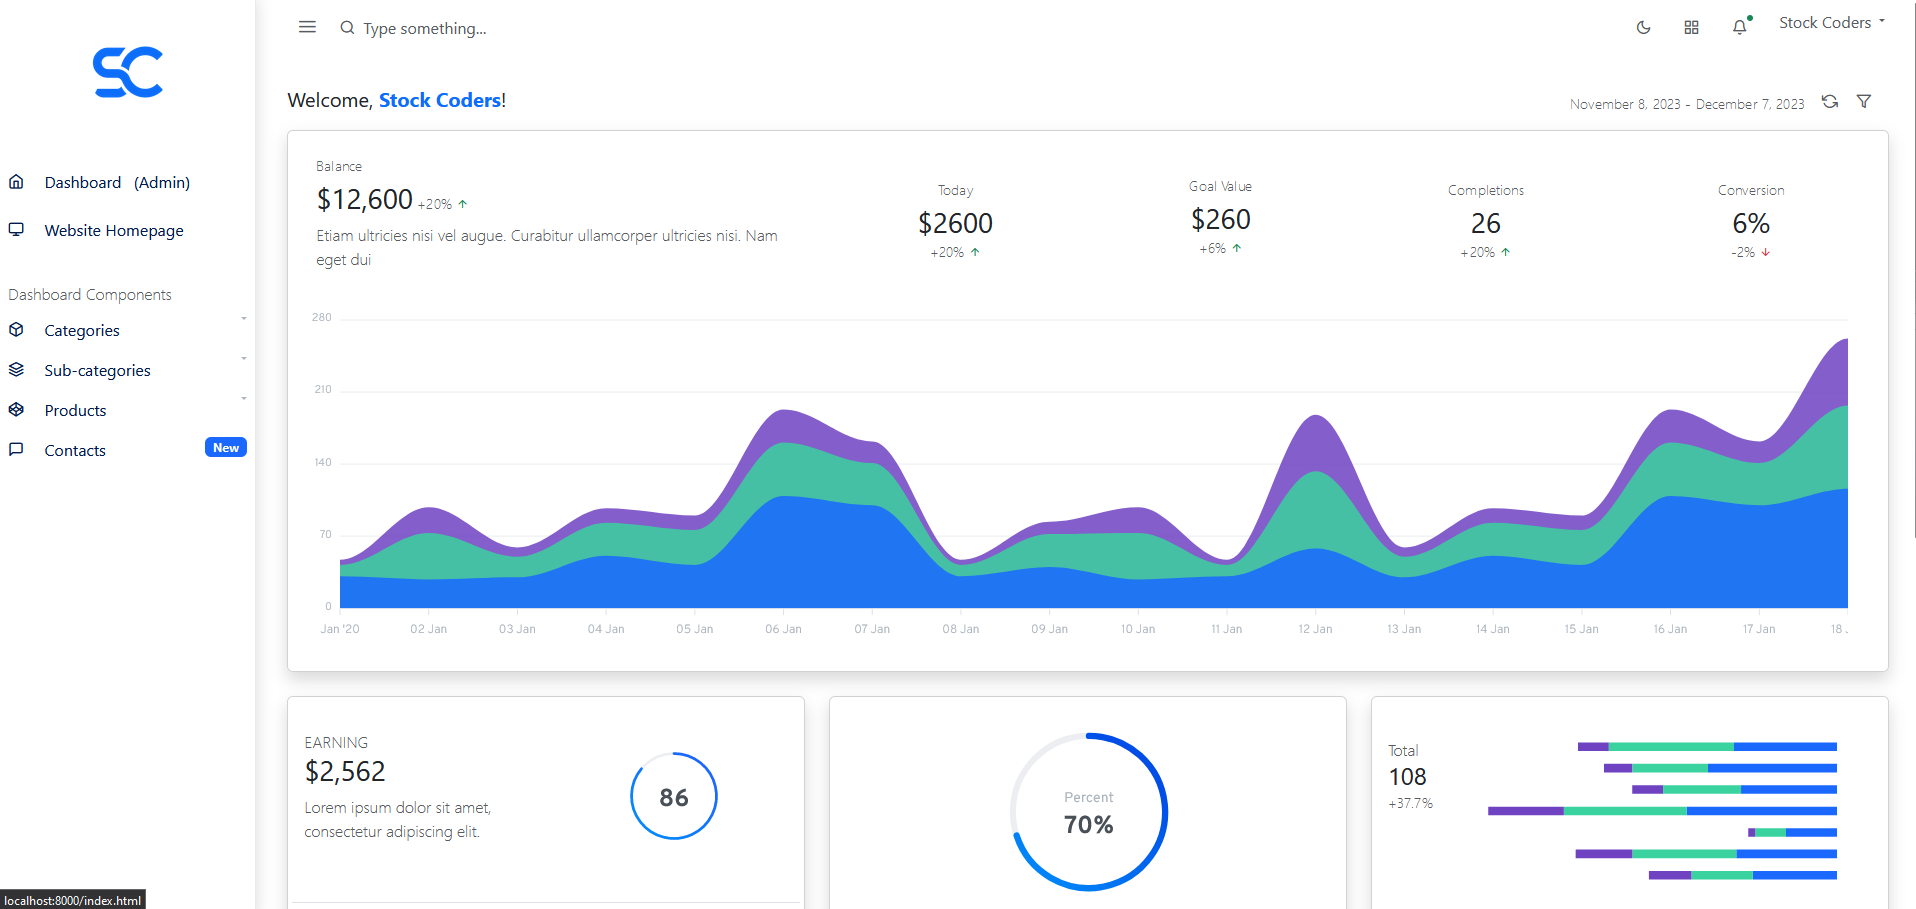 SC
Type something...
Stock Coders
Dashboard (Admin)
Website Homepage
Dashboard Components
Categories
Sub-categories
Products
Contacts
New
Welcome, Stock Coders!
November 8, 2023 - December 7, 2023
Balance
$12,600 +20%
Etiam ultricies nisi vel augue. Curabitur ullamcorper ultricies nisi. Nam
eget dui
Today
$2600
+20%
Goal Value
$260
+6%
Completions
26
+20%
Conversion
6%
-2%
280
210
140
70
0
Jan '20 02 Jan 03 Jan 04 Jan 05 Jan 06 Jan 07 Jan 08 Jan 09 Jan 10 Jan 11 Jan 12 Jan 13 Jan 14 Jan 15 Jan 16 Jan 17 Jan 18 .
EARNING
$2,562
Lorem ipsum dolor sit amet,
consectetur adipiscing elit.
86
Percent
70%
Total
108
+37.7%
localhost:8000/index.html